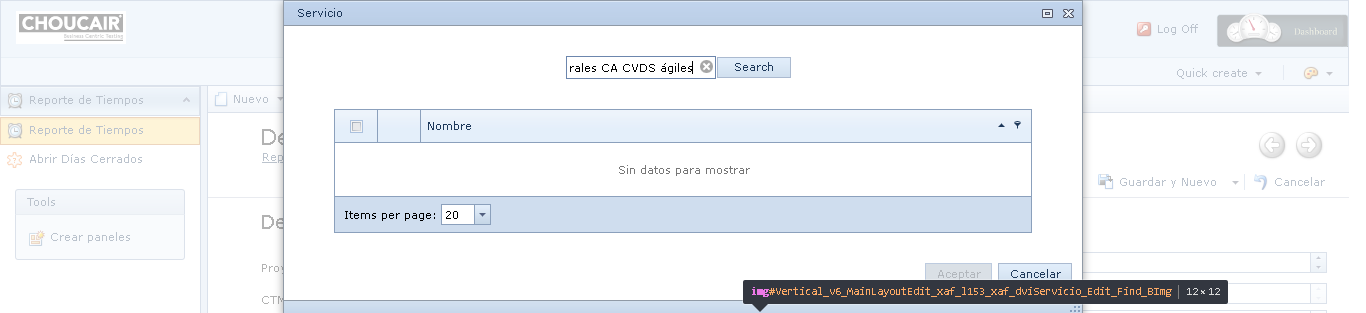 Servicio
CHOUCAIR
Business Centric Testing
Log Off
Dashboard
rales CA CVDS ágiles
Search
Quick create
Reporte de Tiempos
Nuevo
Nombre
Reporte de Tiempos
De
Rep
Abrir Días Cerrados
Sin datos para mostrar
Guardar y Nuevo
Cancelar
Tools
Items per page: 20
De
Crear paneles
Proy
Aceptar
Cancelar
CTM
img#Vertical_v6_MainLayoutEdit_xaf_l153_xaf_dviServicio_Edit_Find_BImg 12×12